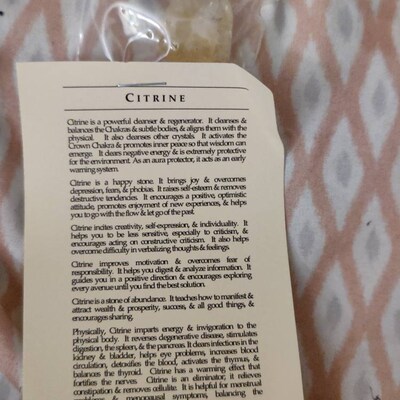 CITRINE
Citrine is a powerful cleanser & regenerator. It cleanses &
balances the Chakras & subtle bodies, & aligns them with the
physical. It also cleanses other crystals. It activates the
Crown Chakra & promotes inner peace so that wisdom can
emerge. It clears negative energy & is extremely protective
for the environment. As an aura protector, it acts as an early
warning system.
Citrine is a happy stone. It brings joy & overcomes
depression, fears, & phobias. It raises self-esteem & removes
destructive tendencies. It encourages a positive, optimistic
attitude, promotes enjoyment of new experiences, & helps
you to go with the flow & let go of the past.
Citrine incites creativity, self-expression, & individuality. It
helps you to be less sensitive, especially to criticism, &
encourages acting on constructive criticism. It also helps
overcome difficulty in verbalizing thoughts & feelings.
Citrine improves motivation & overcomes fear of
responsibility. It helps you digest & analyze information. It
guides you in a positive direction & encourages exploring
every avenue until you find the best solution.
Citrine is a stone of abundance. It teaches how to manifest &
attract wealth & prosperity, success, & all good things, &
encourages sharing.
Physically, Citrine imparts energy & invigoration to the
physical body. It reverses degenerative disease, stimulates
digestion, the spleen, & the pancreas. It clears infections in the
kidney & bladder, helps eye problems, increases blood
circulation, detoxifies the blood, activates the thymus, &
balances the thyroid. Citrine has a warming effect that
fortifies the nerves. Citrine is an eliminator; it relieves
constipation & removes cellulite. It is helpful for menstrual
problems & menopausal symptoms, balancing the